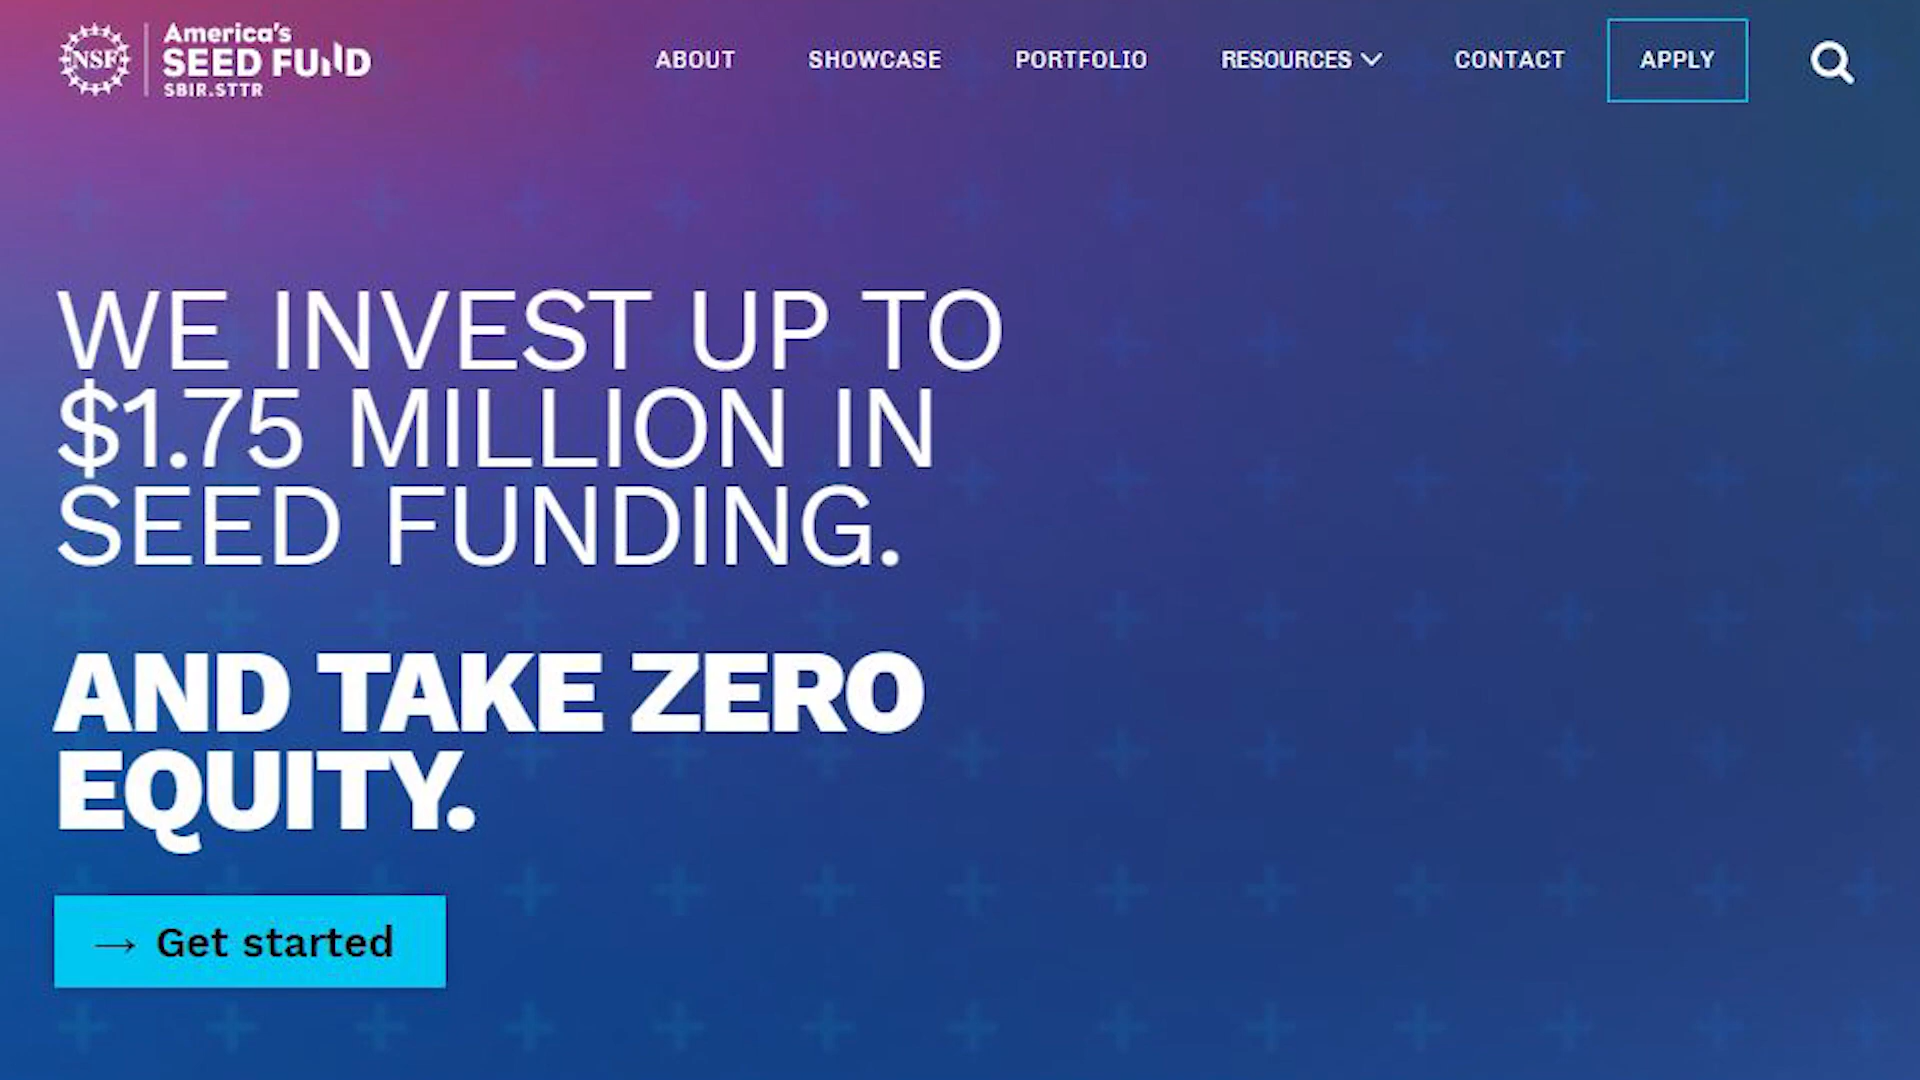 NSF
America's
SEED FUND
SBIR.STTR
ABOUT
SHOWCASE
PORTFOLIO
RESOURCES
CONTACT
APPLY
WE INVEST UP TO
$1.75 MILLION IN
SEED FUNDING.
AND TAKE ZERO
EQUITY.
→ Get started